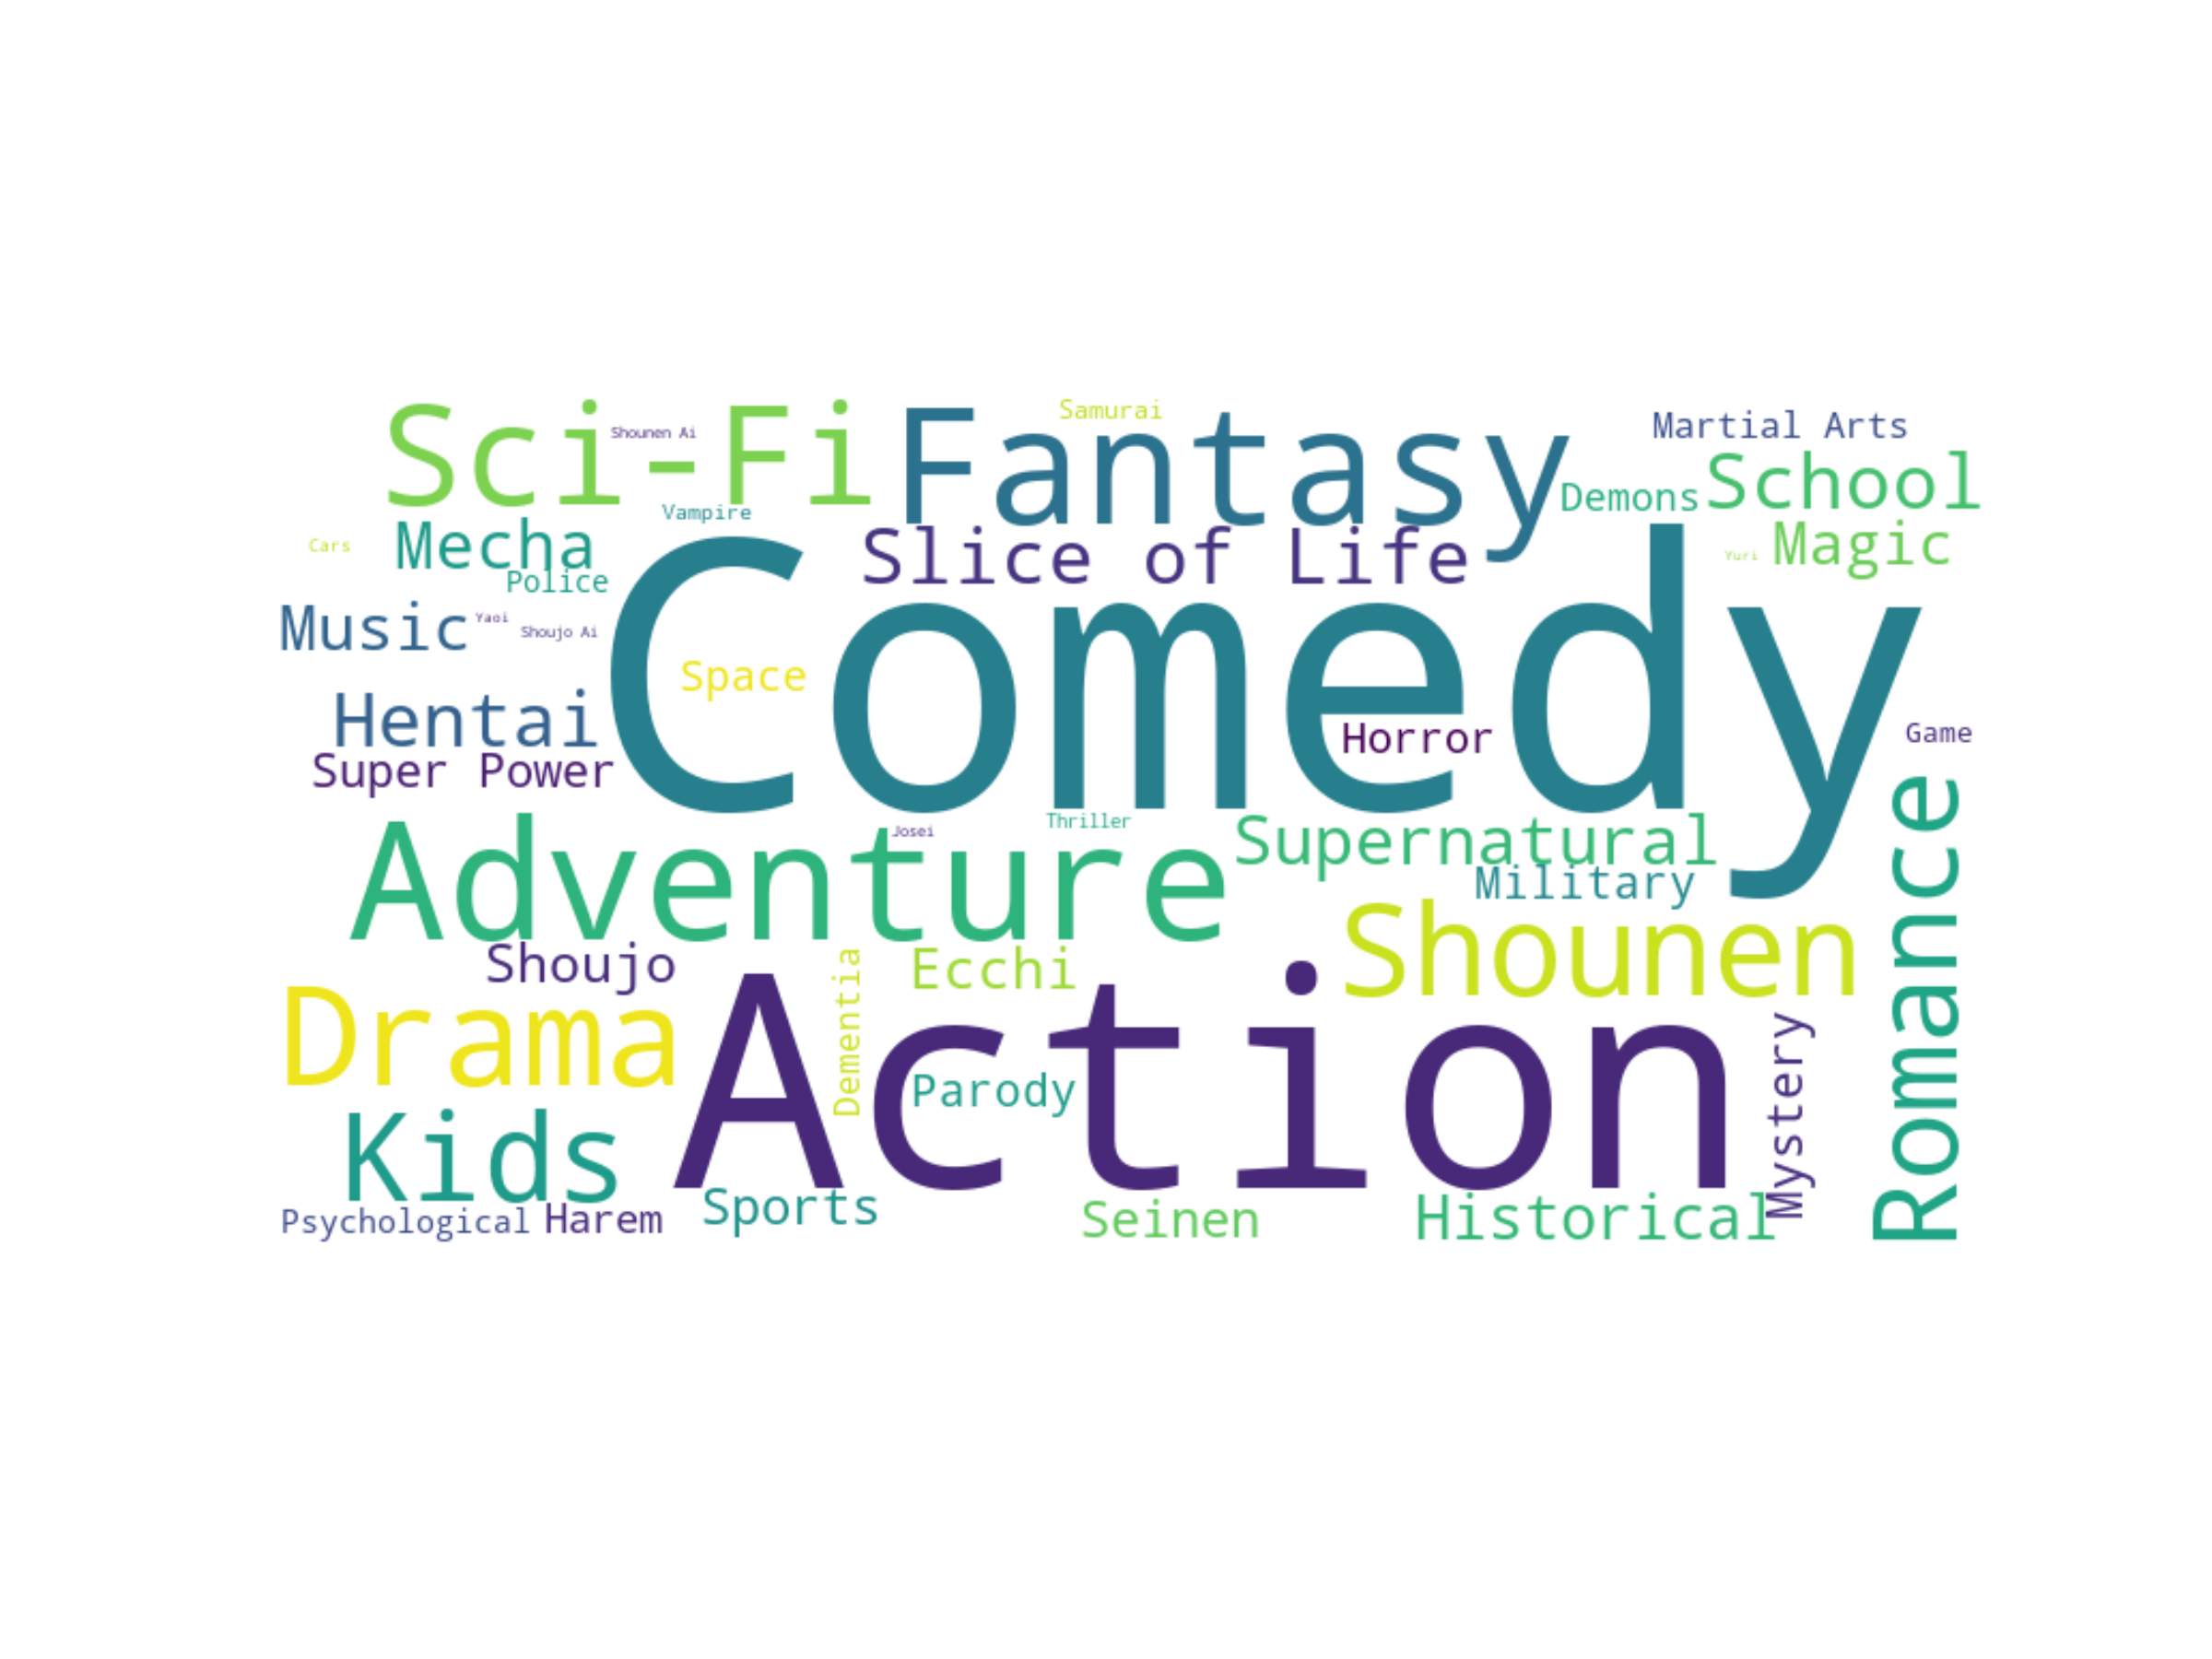 Samurai
Sci-Fi
Fantasy
Martial Arts
Shounen Ai
School
Demons
Vampire
Cars
Mecha
Slice of Life
Yuri
Magic
Police
Comedy
Music
Yaoi
Shoujo Ai
Space
Hentai
Horror
Game
Super Power
Adventure
Josei
Thriller
Supernatural
Military
Romance
Shoujo
Dementia
Ecchi
Shounen
Drama
Action
Parody
Mystery
Kids
Psychological
Harem
Sports
Seinen
Historical